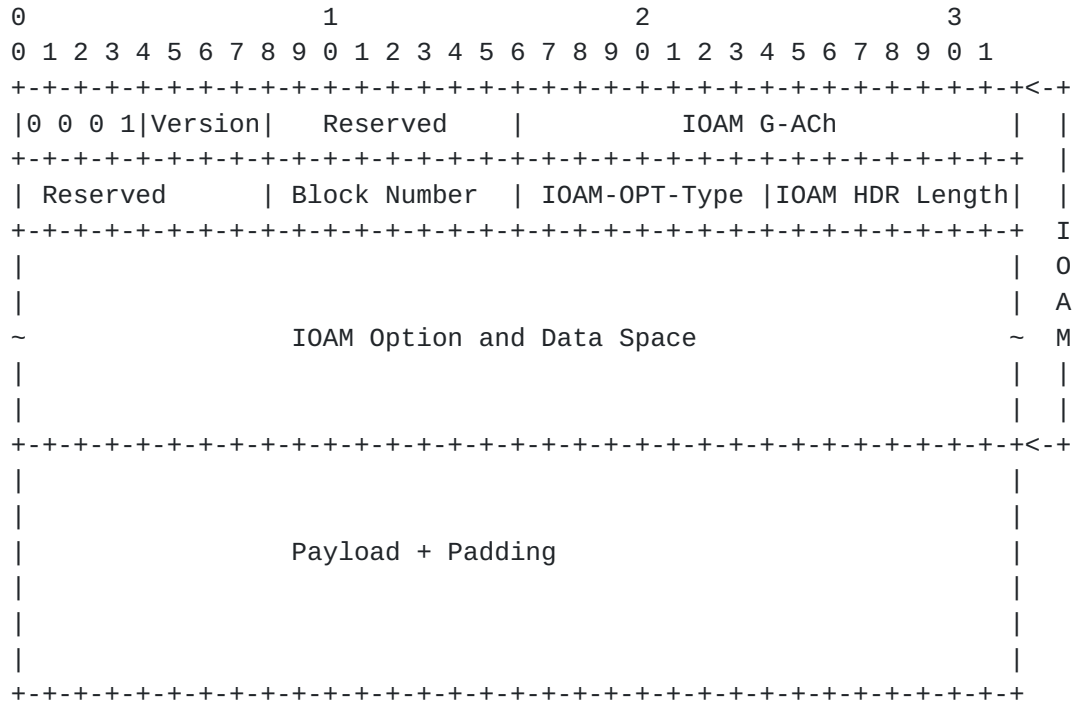 0                   1                   2                   3
0 1 2 3 4 5 6 7 8 9 0 1 2 3 4 5 6 7 8 9 0 1 2 3 4 5 6 7 8 9 0 1
+-+-+-+-+-+-+-+-+-+-+-+-+-+-+-+-+-+-+-+-+-+-+-+-+-+-+-+-+-+-+-+-+<-+
|0 0 0 1|Version|   Reserved    |          IOAM G-ACh           |  |
+-+-+-+-+-+-+-+-+-+-+-+-+-+-+-+-+-+-+-+-+-+-+-+-+-+-+-+-+-+-+-+-+  |
| Reserved      | Block Number  | IOAM-OPT-Type |IOAM HDR Length|  |
+-+-+-+-+-+-+-+-+-+-+-+-+-+-+-+-+-+-+-+-+-+-+-+-+-+-+-+-+-+-+-+-+  I
|                                                               |  O
|                                                               |  A
~                 IOAM Option and Data Space                    ~  M
|                                                               |  |
|                                                               |  |
+-+-+-+-+-+-+-+-+-+-+-+-+-+-+-+-+-+-+-+-+-+-+-+-+-+-+-+-+-+-+-+-+<-+
|                                                               |
|                                                               |
|                 Payload + Padding                             |
|                                                               |
|                                                               |
|                                                               |
+-+-+-+-+-+-+-+-+-+-+-+-+-+-+-+-+-+-+-+-+-+-+-+-+-+-+-+-+-+-+-+-+